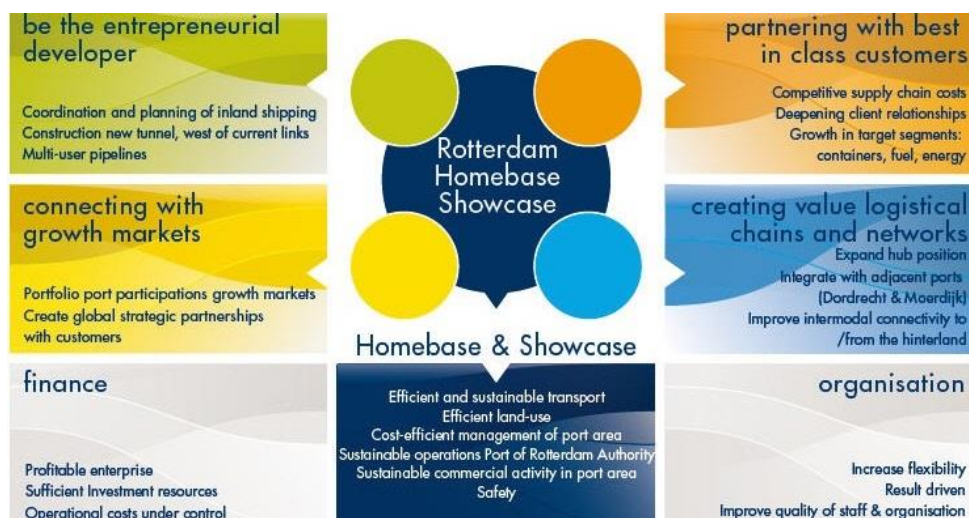 be the entrepreneurial
developer
Coordination and planning of inland shipping
Construction new tunnel, west of current links
Multi-user pipelines
partnering with best
in class customers
Competitive supply chain costs
Deepening client relationships
Growth in target segments:
containers, fuel, energy
Rotterdam
Homebase
Showcase
connecting with
growth markets
Portfolio port participations growth markets
Create global strategic partnerships
with customers
creating value logistical
chains and networks
Expand hub position
Integrate with adjacent ports
(Dordrecht & Moerdijk)
Improve intermodal connectivity to
/from the hinterland
Homebase & Showcase
Efficient and sustainable transport
Efficient land-use
Cost-efficient management of port area
Sustainable operations Port of Rotterdam Authority
Sustainable commercial activity in port area
Safety
finance
Profitable enterprise
Sufficient Investment resources
Operational costs under control
organisation
Increase flexibility
Result driven
Improve quality of staff & organisation